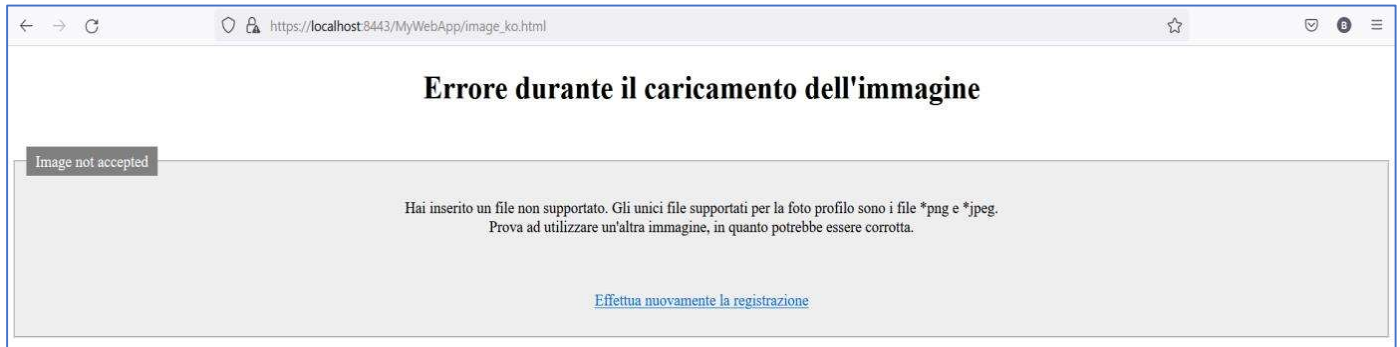 https://localhost:8443/MyWebApp/image_ko.html
B
Errore durante il caricamento dell'immagine
Image not accepted
Hai inserito un file non supportato. Gli unici file supportati per la foto profilo sono i file *png e *jpeg.
Prova ad utilizzare un'altra immagine, in quanto potrebbe essere corrotta.
Effettua nuovamente la registrazione